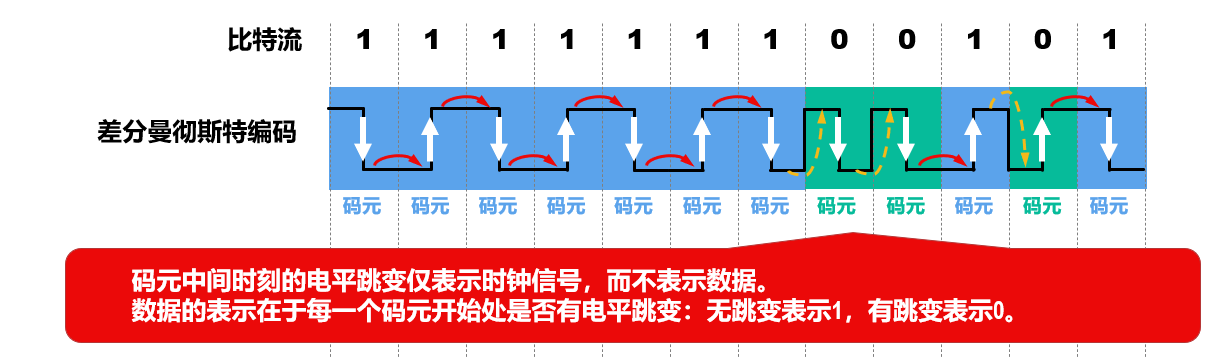 比特流 1 1 1 1 1 1 1 0 0 1 0 1
差分曼彻斯特编码
码元 码元 码元 码元 码元 码元 码元 码元 码元 码元 码元 码元
码元中间时刻的电平跳变仅表示时钟信号，而不表示数据。
数据的表示在于每一个码元开始处是否有电平跳变：无跳变表示1，有跳变表示0。